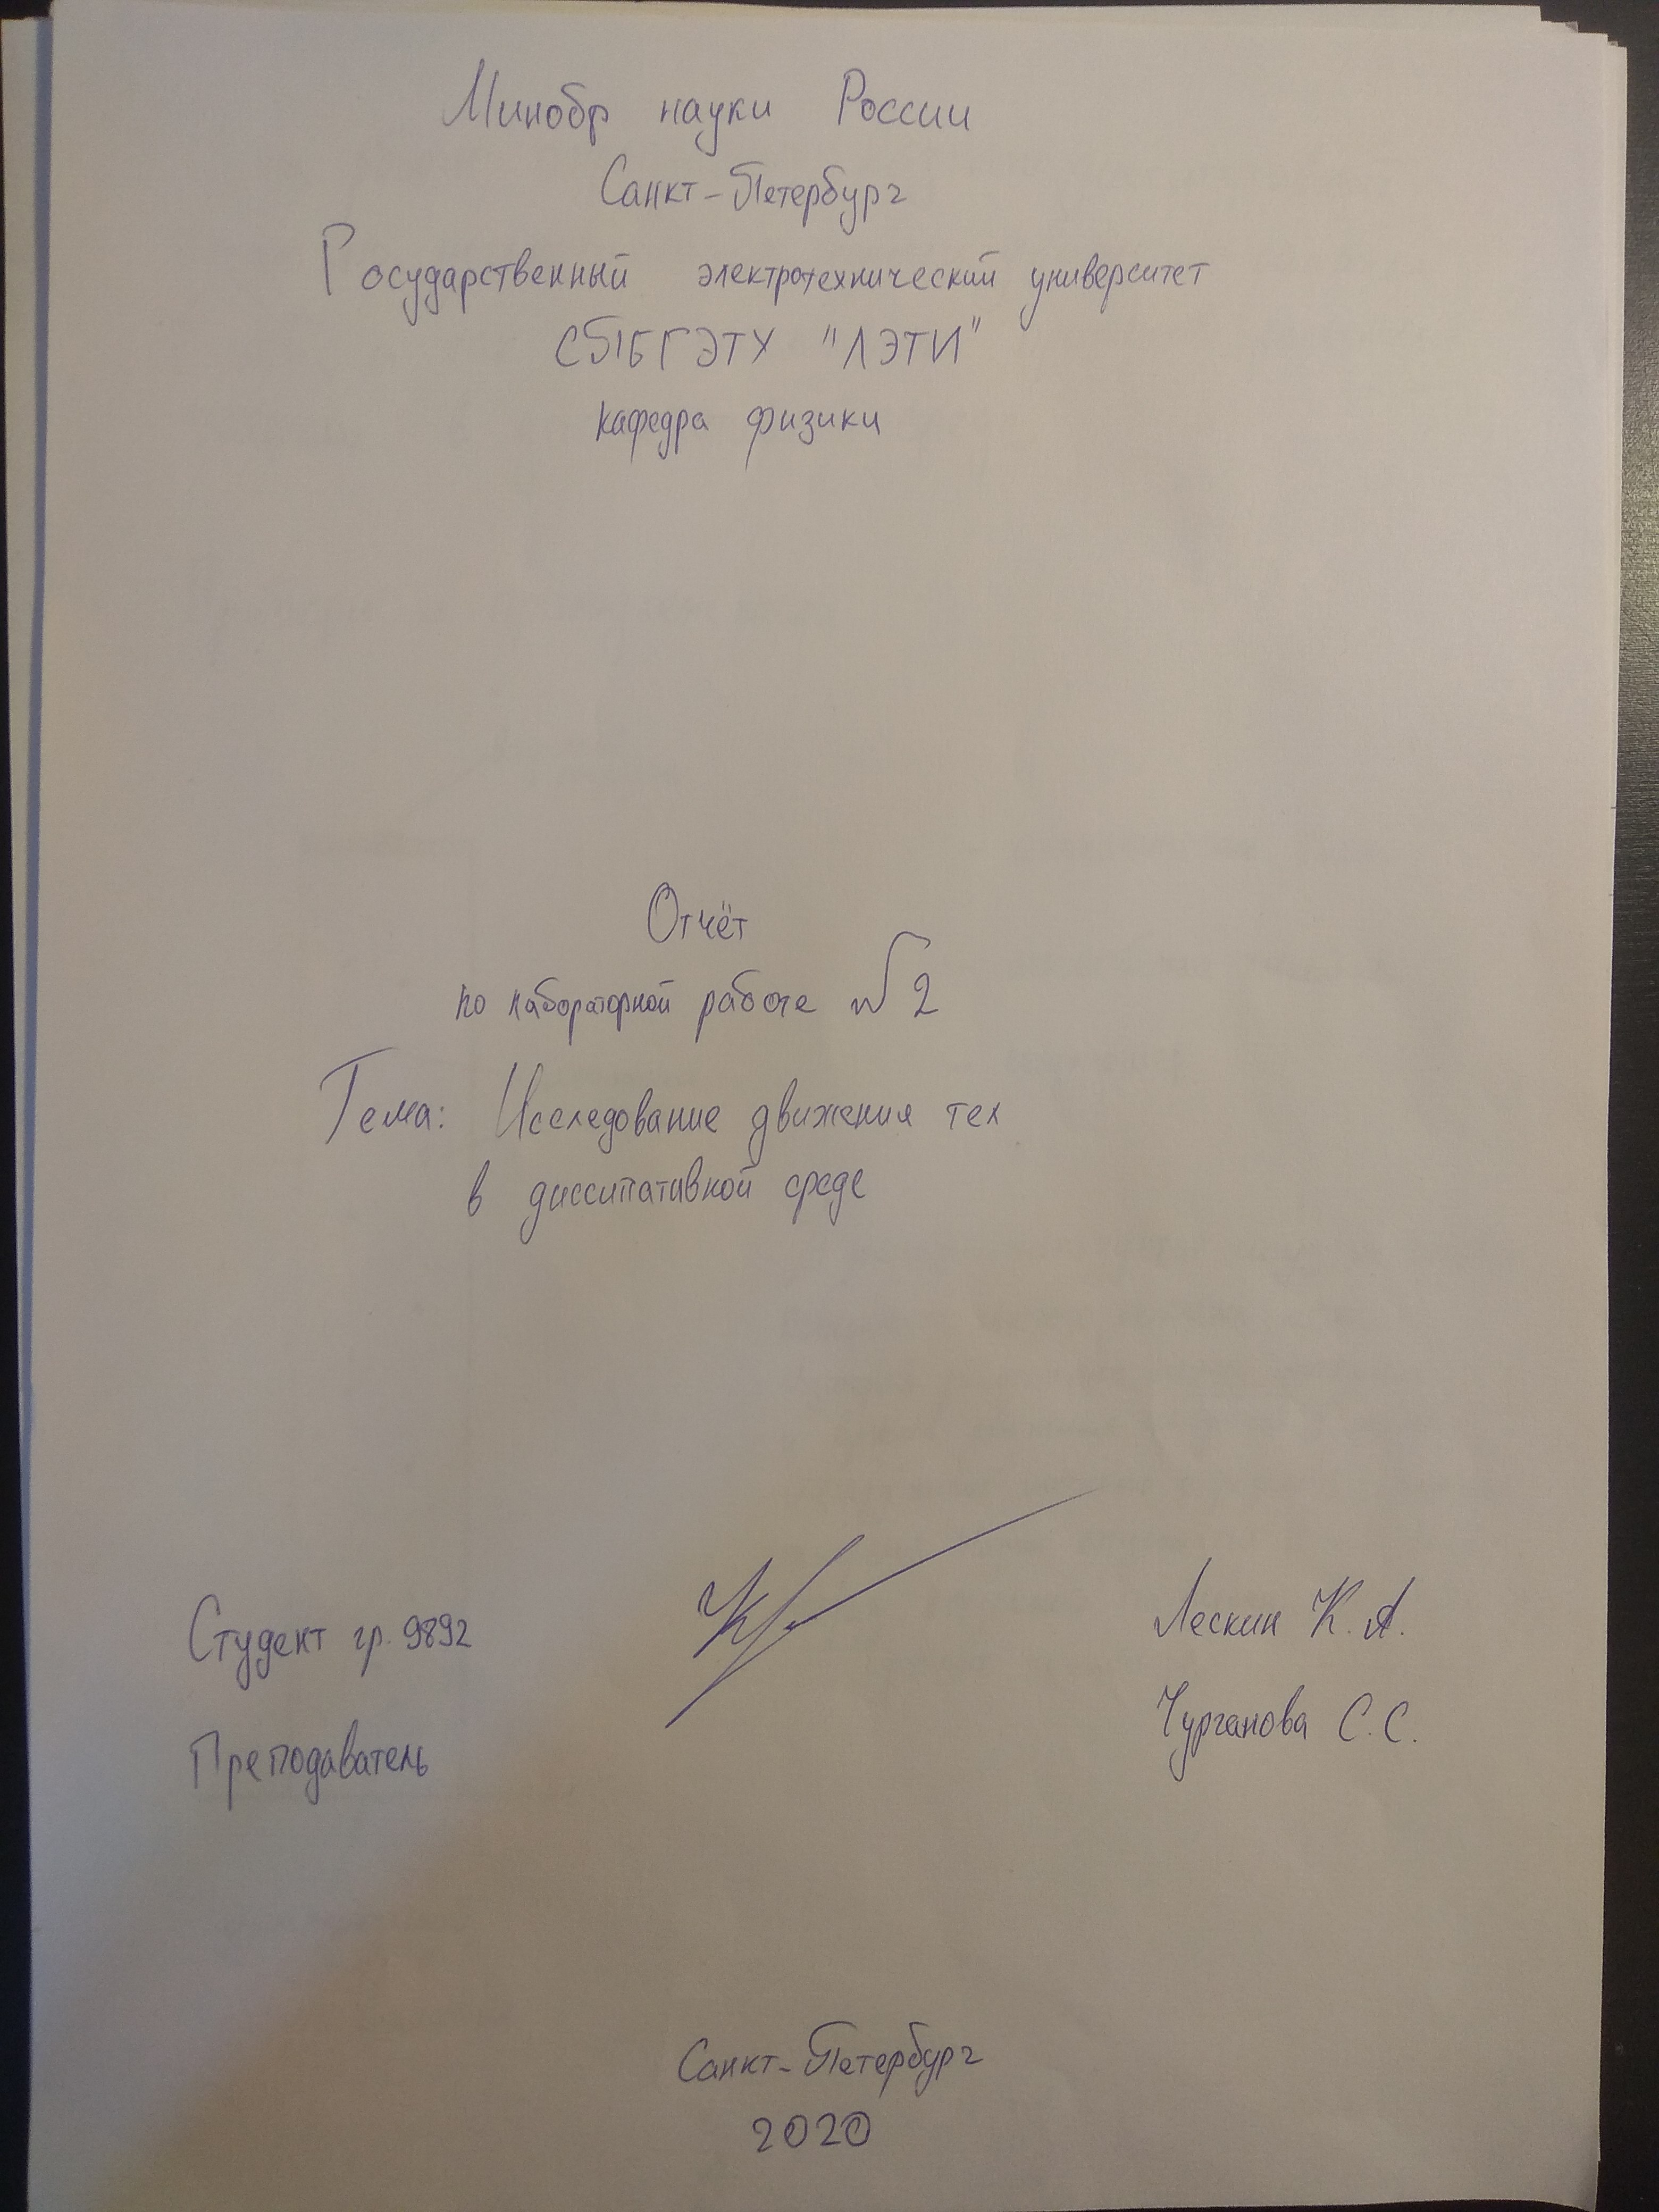 Минобр науки России
Санкт-Петербург
Государственный электротехнический университет
СПБГЭТУ "ЛЭТИ"
кафедра физики
Отчёт
по лабораторной работе №2
Тема: Исследование движения тел
в диссипативной среде
Студент гр. 9892 Лескин К. А.
Преподаватель Чурганова С. С.
Санкт-Петербург
2020